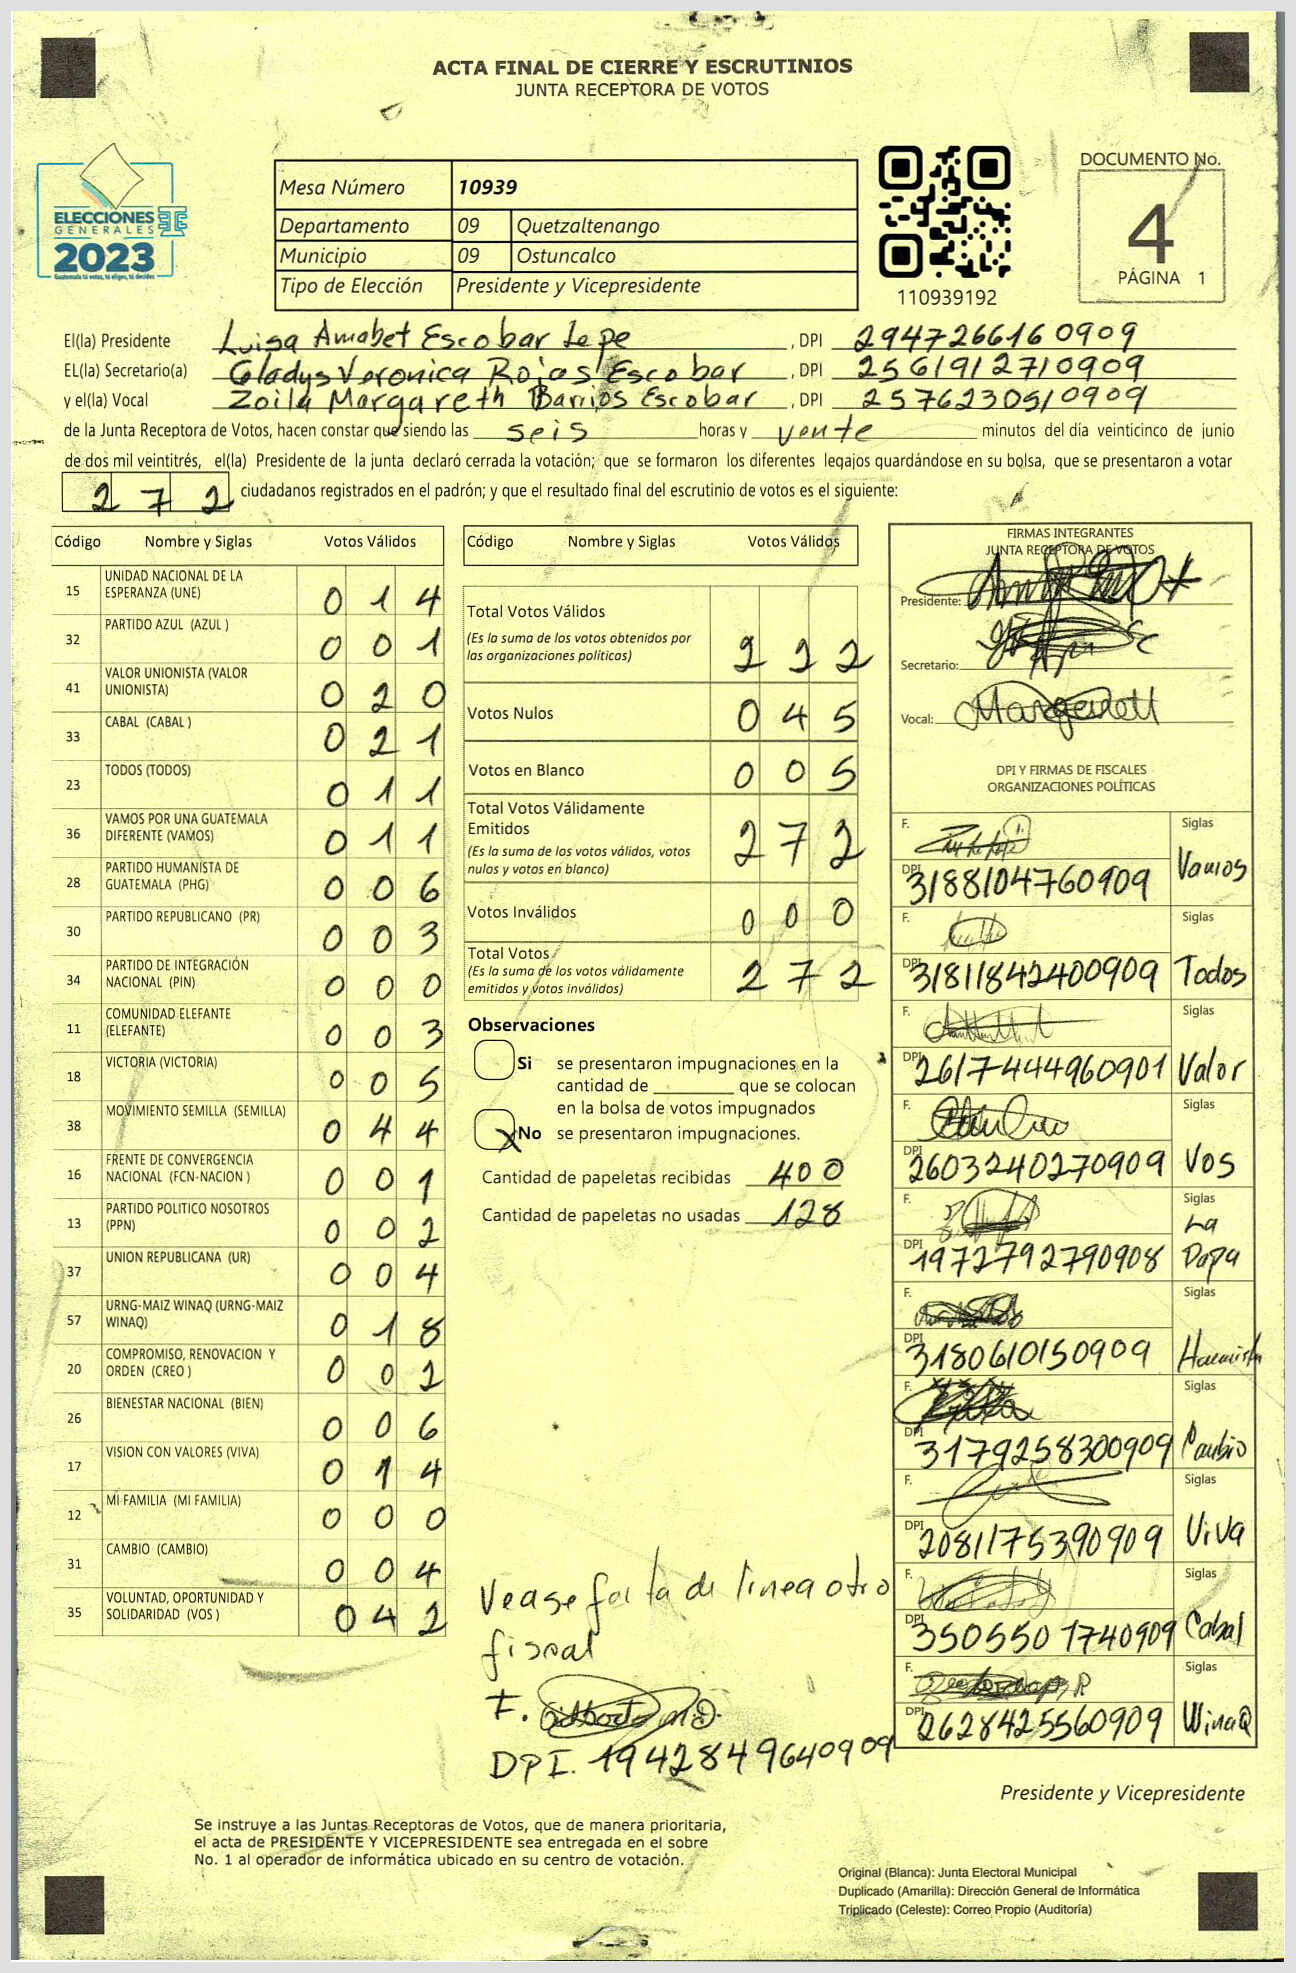 ACTA FINAL DE CIERRE Y ESCRUTINIOS
JUNTA RECEPTORA DE VOTOS
ELECCIONES
GENERALES
2023
Guatemala tú votas, tú eliges, tú decides
Mesa Número 10939
Departamento 09 Quetzaltenango
Municipio 09 Ostuncalco
Tipo de Elección Presidente y Vicepresidente
110939192
DOCUMENTO No.
4
PÁGINA 1
El(la) Presidente Luisa Amabet Escobar Lepe, DPI 2947266160909
EL(la) Secretario(a) Gladys Veronica Rojas Escobar, DPI 2561912710909
y el(la) Vocal Zoila Margareth Barrios Escobar, DPI 2576230510909
de la Junta Receptora de Votos, hacen constar que siendo las seis horas y vente minutos del día veinticinco de junio
de dos mil veintitrés, el(la) Presidente de la junta declaró cerrada la votación; que se formaron los diferentes legajos guardándose en su bolsa, que se presentaron a votar
272 ciudadanos registrados en el padrón; y que el resultado final del escrutinio de votos es el siguiente:
Código Nombre y Siglas Votos Válidos
15 UNIDAD NACIONAL DE LA ESPERANZA (UNE) 014
32 PARTIDO AZUL (AZUL ) 001
41 VALOR UNIONISTA (VALOR UNIONISTA) 020
33 CABAL (CABAL ) 021
23 TODOS (TODOS) 011
36 VAMOS POR UNA GUATEMALA DIFERENTE (VAMOS) 011
28 PARTIDO HUMANISTA DE GUATEMALA (PHG) 006
30 PARTIDO REPUBLICANO (PR) 003
34 PARTIDO DE INTEGRACIÓN NACIONAL (PIN) 000
11 COMUNIDAD ELEFANTE (ELEFANTE) 003
18 VICTORIA (VICTORIA) 005
38 MOVIMIENTO SEMILLA (SEMILLA) 044
16 FRENTE DE CONVERGENCIA NACIONAL (FCN-NACION ) 001
13 PARTIDO POLITICO NOSOTROS (PPN) 002
37 UNION REPUBLICANA (UR) 004
57 URNG-MAIZ WINAQ (URNG-MAIZ WINAQ) 018
20 COMPROMISO, RENOVACION Y ORDEN (CREO ) 002
26 BIENESTAR NACIONAL (BIEN) 006
17 VISION CON VALORES (VIVA) 014
12 MI FAMILIA (MI FAMILIA) 000
31 CAMBIO (CAMBIO) 004
35 VOLUNTAD, OPORTUNIDAD Y SOLIDARIDAD (VOS ) 042
Código Nombre y Siglas Votos Válidos
Total Votos Válidos
(Es la suma de los votos obtenidos por las organizaciones políticas) 222
Votos Nulos 045
Votos en Blanco 005
Total Votos Válidamente Emitidos
(Es la suma de los votos válidos, votos nulos y votos en blanco) 272
Votos Inválidos 000
Total Votos
(Es la suma de los votos válidamente emitidos y votos inválidos) 272
Observaciones
Si se presentaron impugnaciones en la
cantidad de ________ que se colocan
en la bolsa de votos impugnados
X No se presentaron impugnaciones.
Cantidad de papeletas recibidas 400
Cantidad de papeletas no usadas 128
Vease falta de linea otro
fiscal
F. Gilberto
DPI. 1942849640909
FIRMAS INTEGRANTES
JUNTA RECEPTORA DE VOTOS
Presidente:
Secretario:
Vocal: Margareth
DPI Y FIRMAS DE FISCALES
ORGANIZACIONES POLÍTICAS
F. Siglas
DPI 3188104760909 Vamos
F. Siglas
DPI 31811842400909 Todos
F. Siglas
DPI 2617444960901 Valor
F. Siglas
DPI 2603240270909 Vos
F. Siglas La
DPI 1972792790908 Papa
F. Siglas
DPI 3180610150909 Humanista
F. Siglas
DPI 3179258300909 Cambio
F. Siglas
DPI 2081175390909 ViVa
F. Siglas
DPI 3505501740909 Cabal
F. Siglas
DPI 2628425560909 WinaQ
Presidente y Vicepresidente
Se instruye a las Juntas Receptoras de Votos, que de manera prioritaria,
el acta de PRESIDENTE Y VICEPRESIDENTE sea entregada en el sobre
No. 1 al operador de informática ubicado en su centro de votación.
Original (Blanca): Junta Electoral Municipal
Duplicado (Amarilla): Dirección General de Informática
Triplicado (Celeste): Correo Propio (Auditoría)